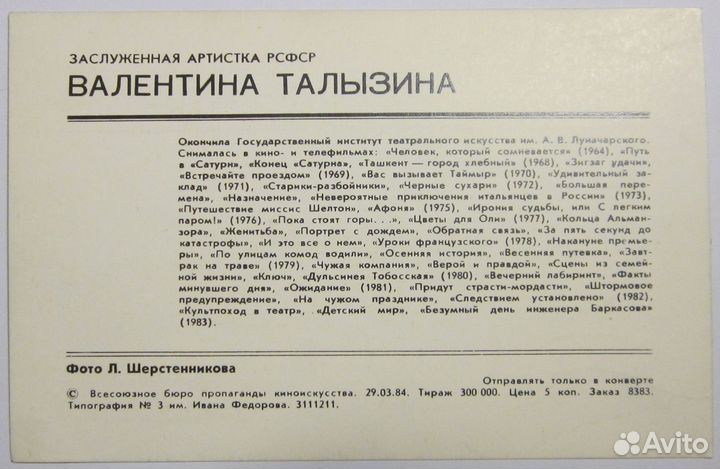 ЗАСЛУЖЕННАЯ АРТИСТКА РСФСР
ВАЛЕНТИНА ТАЛЫЗИНА
Окончила Государственный институт театрального искусства им. А. В. Луначарского.
Снималась в кино- и телефильмах: «Человек, который сомневается» (1964), «Путь
в «Сатурн», «Конец «Сатурна», «Ташкент — город хлебный» (1968), «Зигзаг удачи»,
«Встречайте проездом» (1969), «Вас вызывает Таймыр» (1970), «Удивительный за-
клад» (1971), «Старики-разбойники», «Черные сухари» (1972), «Большая пере-
мена», «Назначение», «Невероятные приключения итальянцев в России» (1973),
«Путешествие миссис Шелтон», «Афоня» (1975), «Ирония судьбы, или С легким
паром!» (1976), «Пока стоят горы. . .», «Цветы для Оли» (1977), «Кольца Альман-
зора», «Женитьба», «Портрет с дождем», «Обратная связь», «За пять секунд до
катастрофы», «И это все о нем», «Уроки французского» (1978), «Накануне премье-
ры», «По улицам комод водили», «Осенняя история», «Весенняя путевка», «Завт-
рак на траве» (1979), «Чужая компания», «Верой и правдой», «Сцены из семей-
ной жизни», «Ключ», «Дульсинея Тобосская» (1980), «Вечерний лабиринт», «Факты
минувшего дня», «Ожидание» (1981), «Придут страсти-мордасти», «Штормовое
предупреждение», «На чужом празднике», «Следствием установлено» (1982),
«Культпоход в театр», «Детский мир», «Безумный день инженера Баркасова»
(1983).
Фото Л. Шерстенникова
Отправлять только в конверте
© Всесоюзное бюро пропаганды киноискусства. 29.03.84. Тираж 300 000. Цена 5 коп. Заказ 8383.
Типография № 3 им. Ивана Федорова. 3111211.
Avito